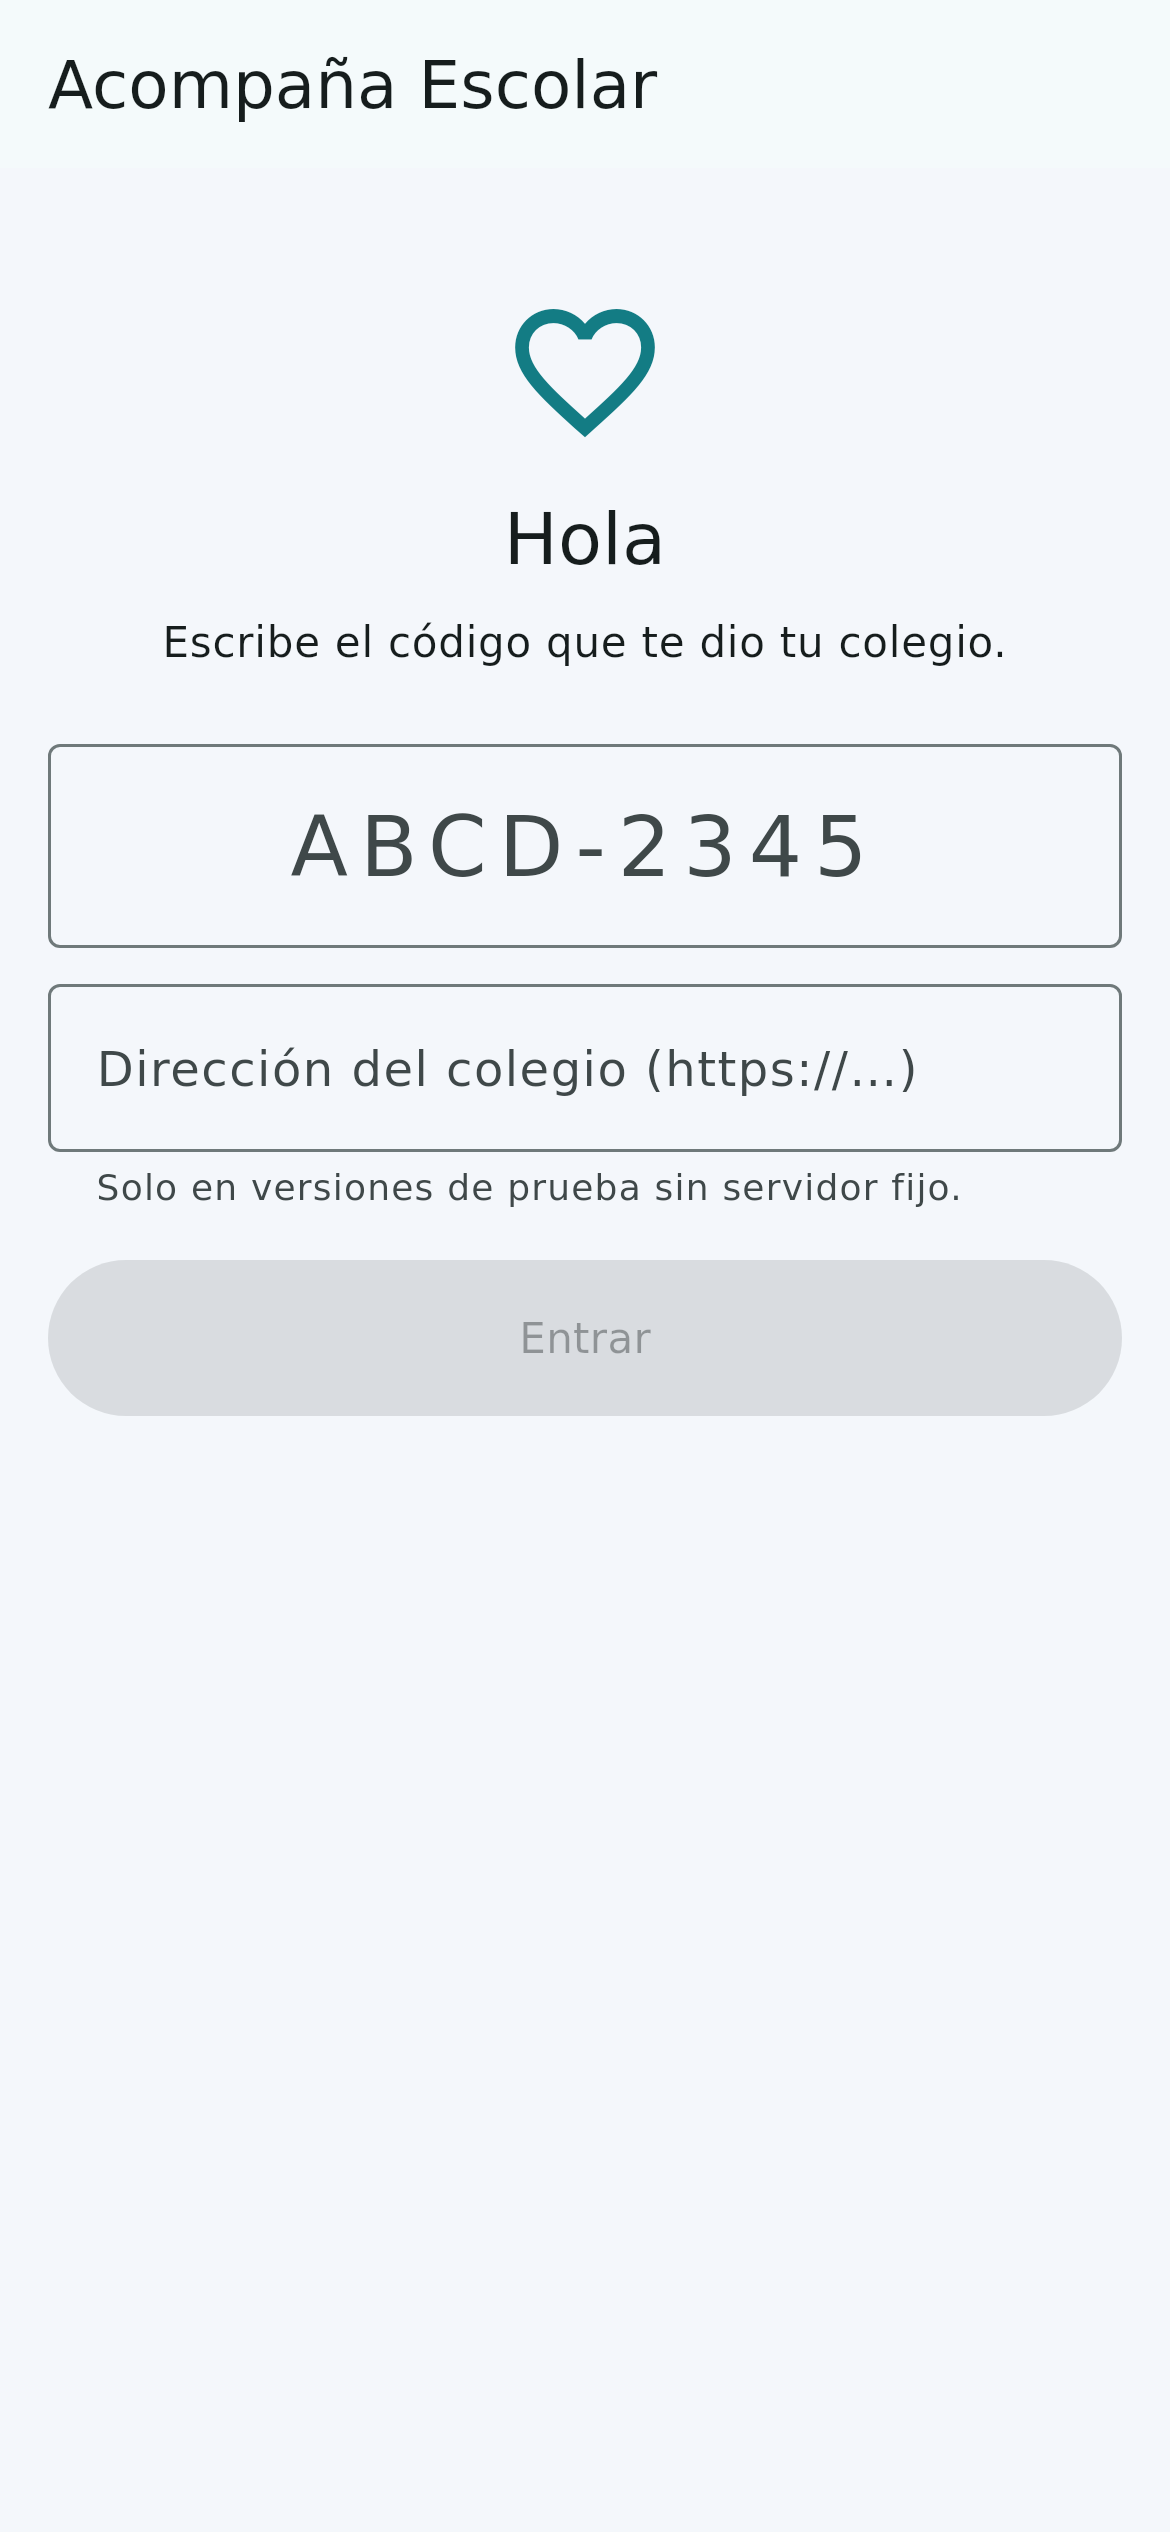 Acompaña Escolar
Hola
Escribe el código que te dio tu colegio.
ABCD-2345
Dirección del colegio (https://...)
Solo en versiones de prueba sin servidor fijo.
Entrar